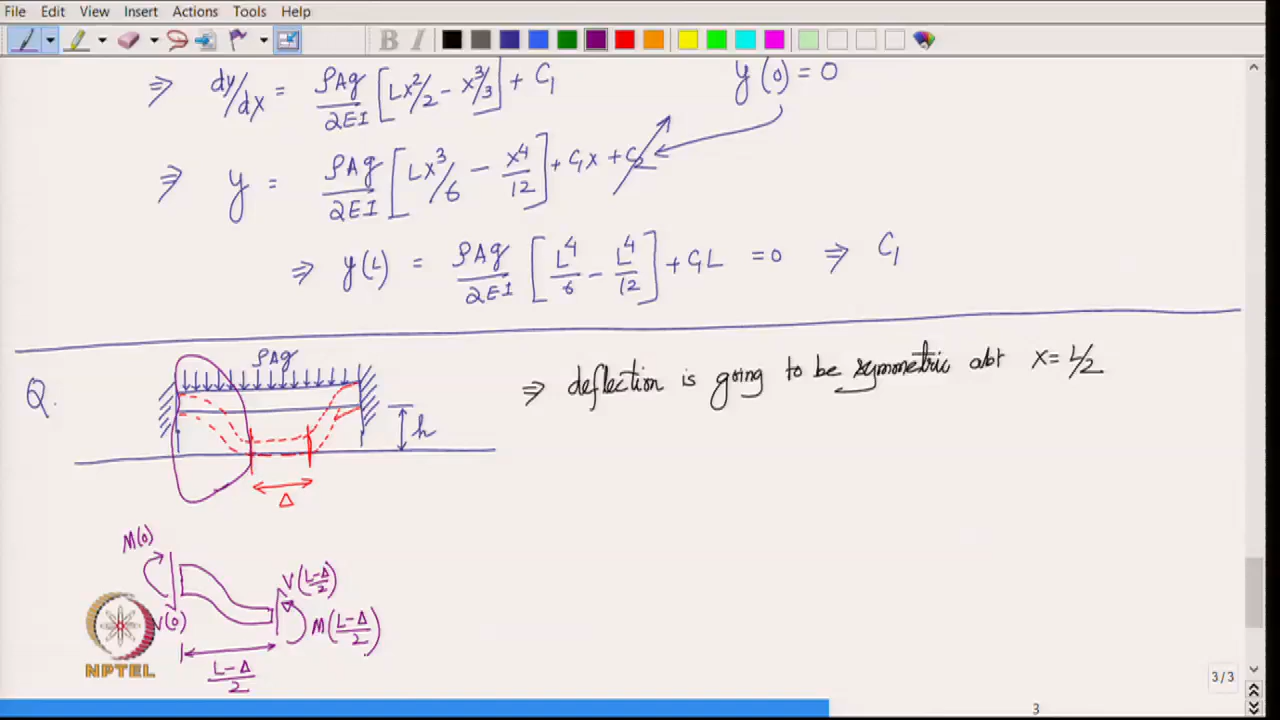 File Edit View Insert Actions Tools Help
B I
⇒ dy/dx = ρAg/2EI [Lx²/2 − x³/3] + C₁
y(0) = 0
⇒ y = ρAg/2EI [Lx³/6 − x⁴/12] + C₁x + C₂
⇒ y(L) = ρAg/2EI [L⁴/6 − L⁴/12] + C₁L = 0 ⇒ C₁
Q.
ρAg
h
Δ
⇒ deflection is going to be symmetric abt x = L/2
M(0)
V(0)
V(L-Δ/2)
M(L-Δ/2)
L-Δ/2
NPTEL
3/3
3